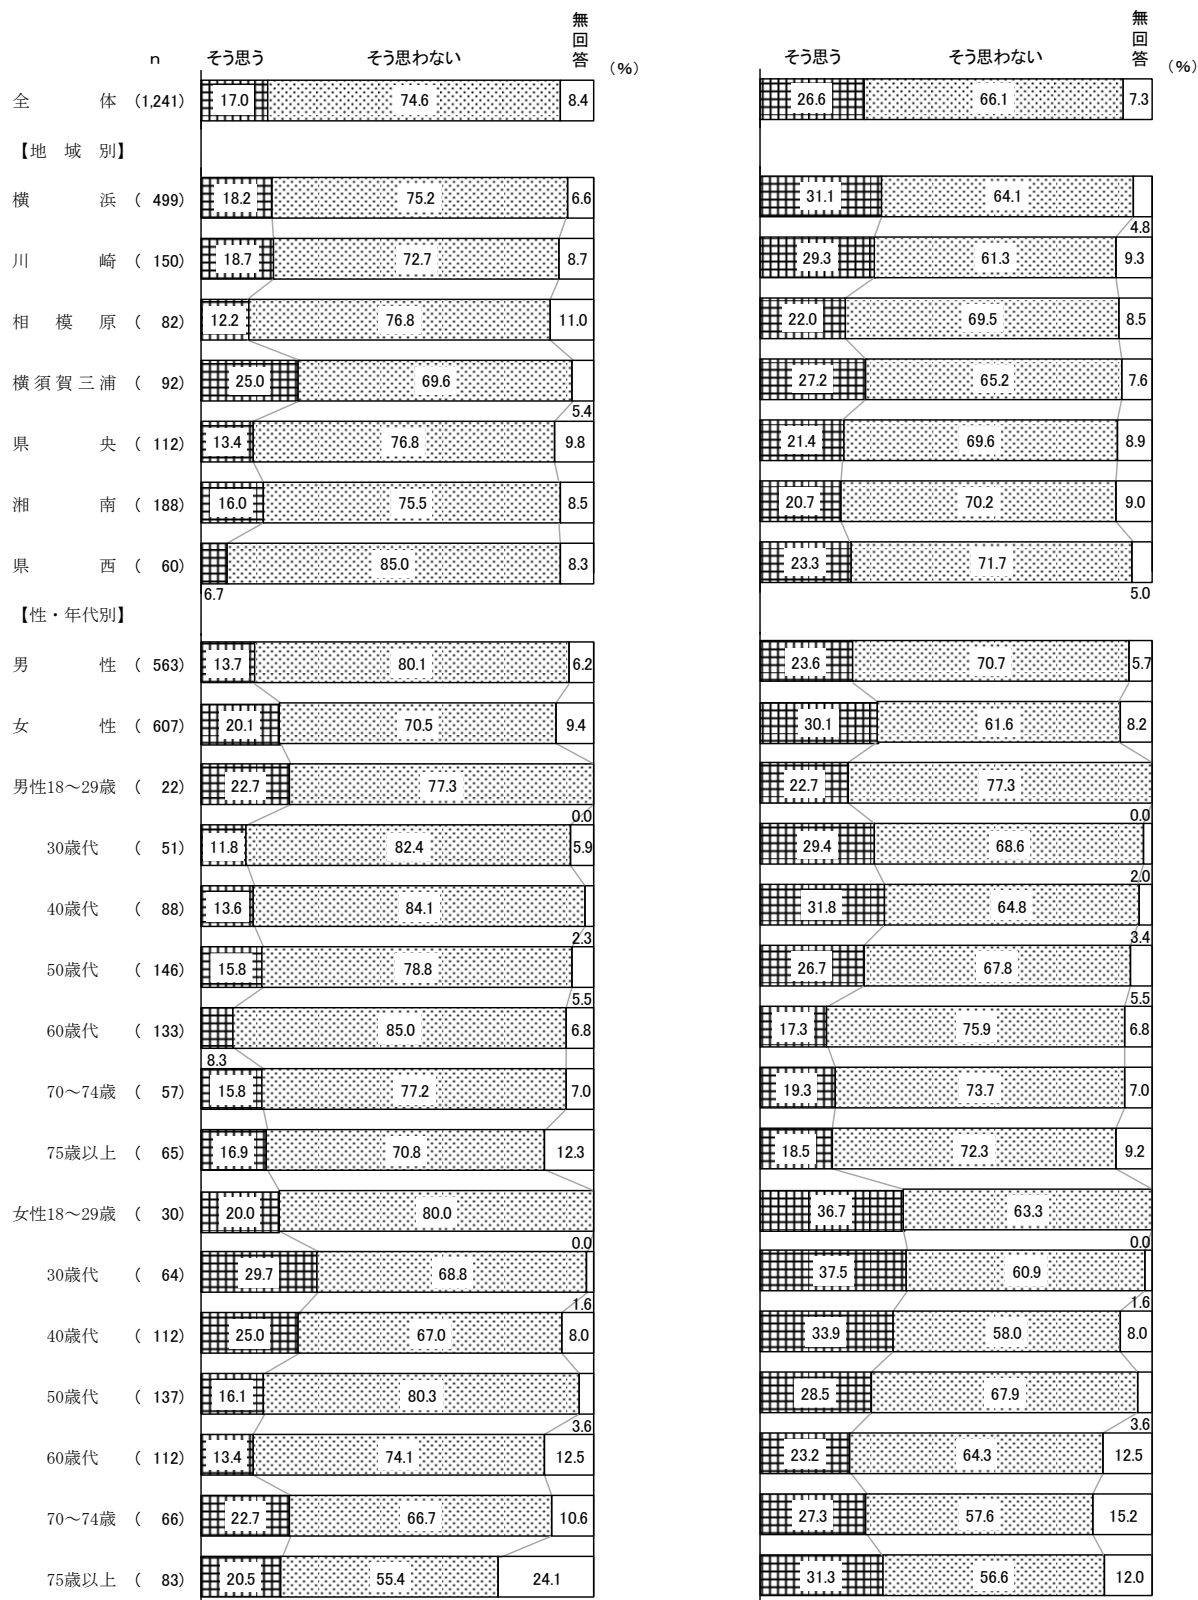 n そう思う そう思わない 無回答 (%) そう思う そう思わない 無回答 (%)
全体 (1,241) 17.0 74.6 8.4 26.6 66.1 7.3
【地域別】
横浜 ( 499) 18.2 75.2 6.6 31.1 64.1 4.8
川崎 ( 150) 18.7 72.7 8.7 29.3 61.3 9.3
相模原 ( 82) 12.2 76.8 11.0 22.0 69.5 8.5
横須賀三浦 ( 92) 25.0 69.6 5.4 27.2 65.2 7.6
県央 ( 112) 13.4 76.8 9.8 21.4 69.6 8.9
湘南 ( 188) 16.0 75.5 8.5 20.7 70.2 9.0
県西 ( 60) 6.7 85.0 8.3 23.3 71.7 5.0
【性・年代別】
男性 ( 563) 13.7 80.1 6.2 23.6 70.7 5.7
女性 ( 607) 20.1 70.5 9.4 30.1 61.6 8.2
男性18～29歳 ( 22) 22.7 77.3 0.0 22.7 77.3 0.0
30歳代 ( 51) 11.8 82.4 5.9 29.4 68.6 2.0
40歳代 ( 88) 13.6 84.1 2.3 31.8 64.8 3.4
50歳代 ( 146) 15.8 78.8 5.5 26.7 67.8 5.5
60歳代 ( 133) 8.3 85.0 6.8 17.3 75.9 6.8
70～74歳 ( 57) 15.8 77.2 7.0 19.3 73.7 7.0
75歳以上 ( 65) 16.9 70.8 12.3 18.5 72.3 9.2
女性18～29歳 ( 30) 20.0 80.0 0.0 36.7 63.3 0.0
30歳代 ( 64) 29.7 68.8 1.6 37.5 60.9 1.6
40歳代 ( 112) 25.0 67.0 8.0 33.9 58.0 8.0
50歳代 ( 137) 16.1 80.3 3.6 28.5 67.9 3.6
60歳代 ( 112) 13.4 74.1 12.5 23.2 64.3 12.5
70～74歳 ( 66) 22.7 66.7 10.6 27.3 57.6 15.2
75歳以上 ( 83) 20.5 55.4 24.1 31.3 56.6 12.0